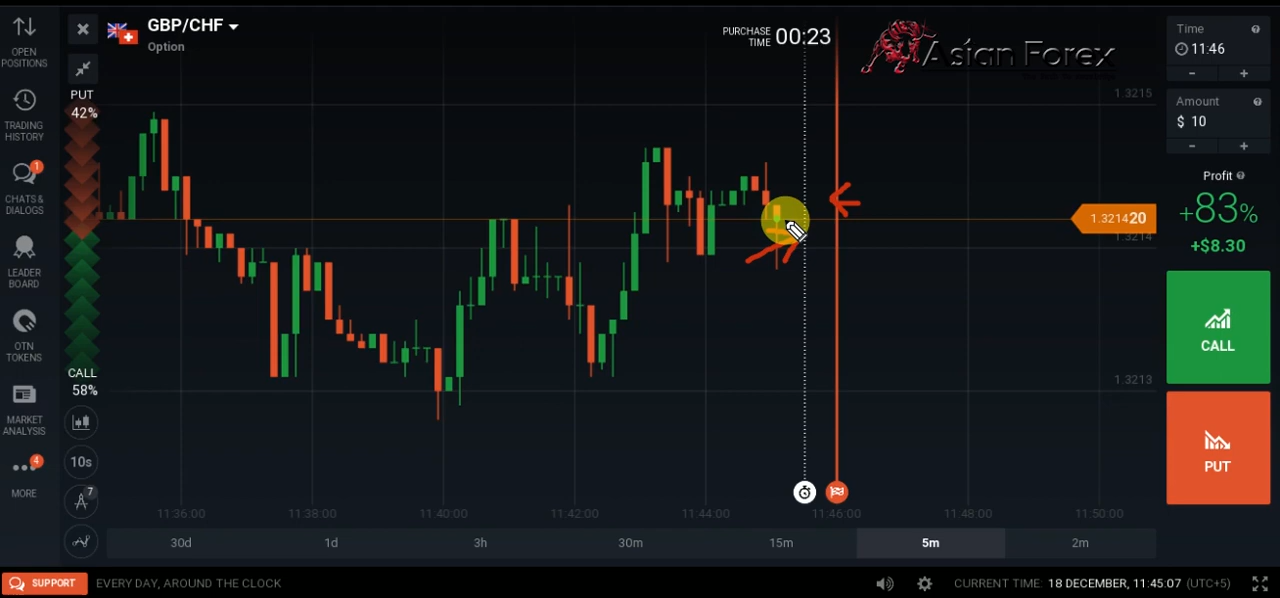 OPEN
POSITIONS
TRADING
HISTORY
1
CHATS &
DIALOGS
LEADER
BOARD
OTN
TOKENS
MARKET
ANALYSIS
4
MORE
GBP/CHF
Option
PUT
42%
CALL
58%
10s
7
PURCHASE
TIME 00:23
Asian Forex
1.3215
1.321420
1.3214
1.3213
11:36:00 11:38:00 11:40:00 11:42:00 11:44:00 11:46:00 11:48:00 11:50:00
30d 1d 3h 30m 15m 5m 2m
Time
11:46
- +
Amount
$ 10
- +
Profit
+83%
+$8.30
CALL
PUT
SUPPORT EVERY DAY, AROUND THE CLOCK
CURRENT TIME: 18 DECEMBER, 11:45:07 (UTC+5)